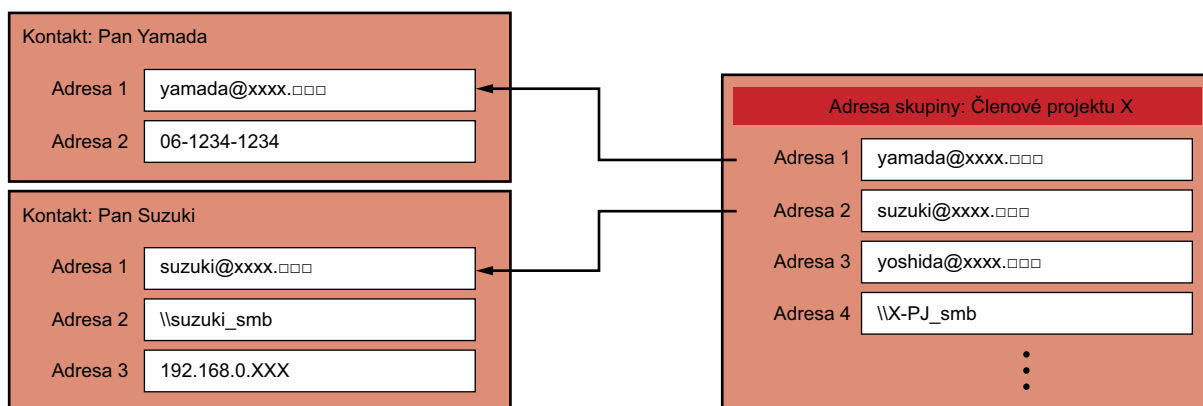 Kontakt: Pan Yamada
Adresa 1 yamada@xxxx.□□□
Adresa 2 06-1234-1234
Kontakt: Pan Suzuki
Adresa 1 suzuki@xxxx.□□□
Adresa 2 \\suzuki_smb
Adresa 3 192.168.0.XXX
Adresa skupiny: Členové projektu X
Adresa 1 yamada@xxxx.□□□
Adresa 2 suzuki@xxxx.□□□
Adresa 3 yoshida@xxxx.□□□
Adresa 4 \\X-PJ_smb